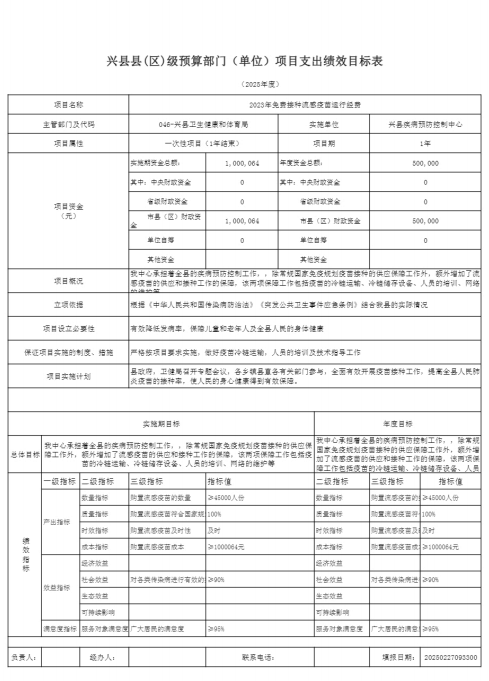 兴县县(区)级预算部门（单位）项目支出绩效目标表
（2025年度）
项目名称 2023年免费接种流感疫苗运行经费
主管部门及代码 046-兴县卫生健康和体育局 实施单位 兴县疾病预防控制中心
项目属性 一次性项目（1年结束） 项目期 1年
项目资金（元） 实施期资金总额： 1,000,064 年度资金总额： 500,000
其中：中央财政资金 0 其中：中央财政资金 0
省级财政资金 0 省级财政资金 0
市县（区）财政资金 1,000,064 市县（区）财政资金 500,000
单位自筹 0 单位自筹 0
其他资金 其他资金
项目概况 我中心承担着全县的疾病预防控制工作，，除常规国家免疫规划疫苗接种的供应保障工作外，额外增加了流
感疫苗的供应和接种工作的保障，该两项保障工作包括疫苗的冷链运输、冷链储存设备、人员的培训、网络
的维护等
立项依据 根据《中华人民共和国传染病防治法》《突发公共卫生事件应急条例》结合我县的实际情况
项目设立必要性 有效降低发病率，保障儿童和老年人及全县人民的身体健康
保证项目实施的制度、措施 严格按项目要求实施，做好疫苗冷链运输，人员的培训及技术指导工作
项目实施计划 县政府，卫健局召开专题会议，各乡镇县直各有关部门参与，全面有效开展疫苗接种工作，提高全县人民肺
炎疫苗的接种率，使人民的身心健康得到有效保障。
实施期目标 年度目标
总体目标 我中心承担着全县的疾病预防控制工作，，除常规国家免疫规划疫苗接种的供应保
障工作外，额外增加了流感疫苗的供应和接种工作的保障，该两项保障工作包括疫
苗的冷链运输、冷链储存设备、人员的培训、网络的维护等
我中心承担着全县的疾病预防控制工作，，除常规
国家免疫规划疫苗接种的供应保障工作外，额外增
加了流感疫苗的供应和接种工作的保障，该两项保
障工作包括疫苗的冷链运输、冷链储存设备、人员
绩效指标 一级指标 二级指标 三级指标 指标值 二级指标 三级指标 指标值
产出指标 数量指标 购置流感疫苗的数量 ≥45000人份 数量指标 购置流感疫苗的 ≥45000人份
质量指标 购置流感疫苗符合国家规 100% 质量指标 购置流感疫苗符 100%
时效指标 购置流感疫苗及时性 及时 时效指标 购置流感疫苗及 及时
成本指标 购置流感疫苗成本 ≥1000064元 成本指标 购置流感疫苗成 ≥1000064元
效益指标 经济效益 经济效益
社会效益 对各类传染病进行有效的 ≥90% 社会效益 对各类传染病进 ≥90%
生态效益 生态效益
可持续影响 可持续影响
满意度指标 服务对象满意度 广大居民的满意度 ≥95% 服务对象满意度 广大居民的满意 ≥95%
负责人： 经办人： 联系电话： 填报日期： 20250227093300